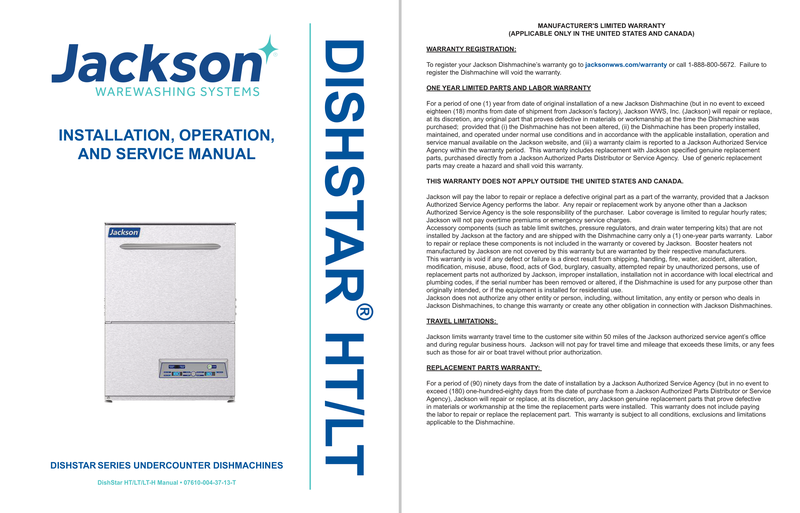 Jackson
WAREWASHING SYSTEMS
INSTALLATION, OPERATION,
AND SERVICE MANUAL
Jackson
DISHSTAR SERIES UNDERCOUNTER DISHMACHINES
DishStar HT/LT/LT-H Manual • 07610-004-37-13-T
DISHSTAR® HT/LT
MANUFACTURER'S LIMITED WARRANTY
(APPLICABLE ONLY IN THE UNITED STATES AND CANADA)
WARRANTY REGISTRATION:
To register your Jackson Dishmachine's warranty go to jacksonwws.com/warranty or call 1-888-800-5672. Failure to
register the Dishmachine will void the warranty.
ONE YEAR LIMITED PARTS AND LABOR WARRANTY
For a period of one (1) year from date of original installation of a new Jackson Dishmachine (but in no event to exceed
eighteen (18) months from date of shipment from Jackson's factory), Jackson WWS, Inc. (Jackson) will repair or replace,
at its discretion, any original part that proves defective in materials or workmanship at the time the Dishmachine was
purchased; provided that (i) the Dishmachine has not been altered, (ii) the Dishmachine has been properly installed,
maintained, and operated under normal use conditions and in accordance with the applicable installation, operation and
service manual available on the Jackson website, and (iii) a warranty claim is reported to a Jackson Authorized Service
Agency within the warranty period. This warranty includes replacement with Jackson specified genuine replacement
parts, purchased directly from a Jackson Authorized Parts Distributor or Service Agency. Use of generic replacement
parts may create a hazard and shall void this warranty.
THIS WARRANTY DOES NOT APPLY OUTSIDE THE UNITED STATES AND CANADA.
Jackson will pay the labor to repair or replace a defective original part as a part of the warranty, provided that a Jackson
Authorized Service Agency performs the labor. Any repair or replacement work by anyone other than a Jackson
Authorized Service Agency is the sole responsibility of the purchaser. Labor coverage is limited to regular hourly rates;
Jackson will not pay overtime premiums or emergency service charges.
Accessory components (such as table limit switches, pressure regulators, and drain water tempering kits) that are not
installed by Jackson at the factory and are shipped with the Dishmachine carry only a (1) one-year parts warranty. Labor
to repair or replace these components is not included in the warranty or covered by Jackson. Booster heaters not
manufactured by Jackson are not covered by this warranty but are warranted by their respective manufacturers.
This warranty is void if any defect or failure is a direct result from shipping, handling, fire, water, accident, alteration,
modification, misuse, abuse, flood, acts of God, burglary, casualty, attempted repair by unauthorized persons, use of
replacement parts not authorized by Jackson, improper installation, installation not in accordance with local electrical and
plumbing codes, if the serial number has been removed or altered, if the Dishmachine is used for any purpose other than
originally intended, or if the equipment is installed for residential use.
Jackson does not authorize any other entity or person, including, without limitation, any entity or person who deals in
Jackson Dishmachines, to change this warranty or create any other obligation in connection with Jackson Dishmachines.
TRAVEL LIMITATIONS:
Jackson limits warranty travel time to the customer site within 50 miles of the Jackson authorized service agent's office
and during regular business hours. Jackson will not pay for travel time and mileage that exceeds these limits, or any fees
such as those for air or boat travel without prior authorization.
REPLACEMENT PARTS WARRANTY:
For a period of (90) ninety days from the date of installation by a Jackson Authorized Service Agency (but in no event to
exceed (180) one-hundred-eighty days from the date of purchase from a Jackson Authorized Parts Distributor or Service
Agency), Jackson will repair or replace, at its discretion, any Jackson genuine replacement parts that prove defective
in materials or workmanship at the time the replacement parts were installed. This warranty does not include paying
the labor to repair or replace the replacement part. This warranty is subject to all conditions, exclusions and limitations
applicable to the Dishmachine.